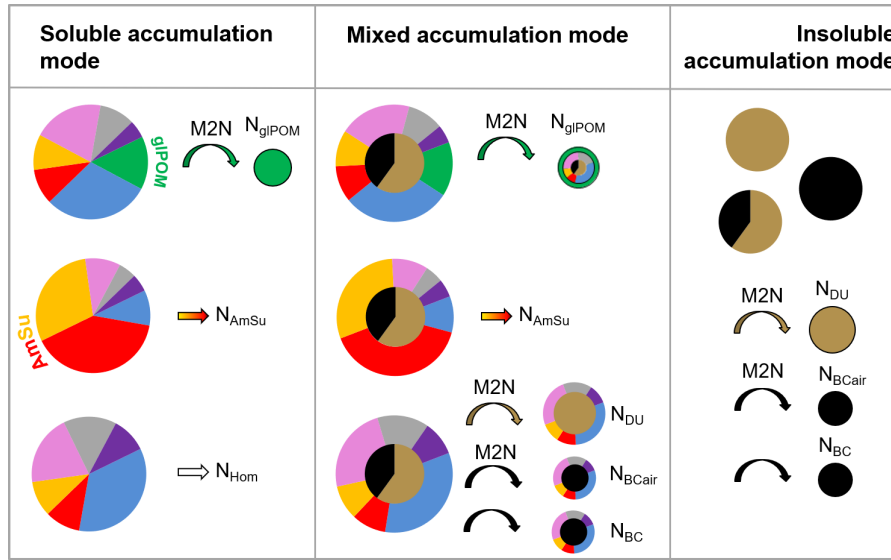 Soluble accumulation
mode
Mixed accumulation mode
Insoluble
accumulation mode
M2N
NglPOM
glPOM
M2N
NglPOM
AmSu
NAmSu
NAmSu
M2N
NDU
M2N
NBCair
NBC
NHom
M2N
NDU
M2N
NBCair
M2N
NBC